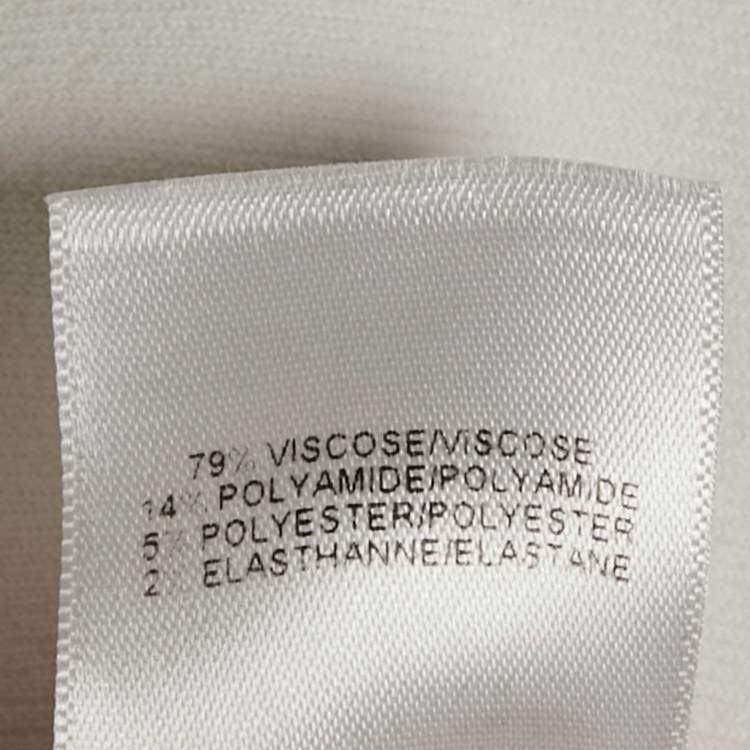 79% VISCOSE/VISCOSE
14% POLYAMIDE/POLYAMIDE
5% POLYESTER/POLYESTER
2% ELASTHANNE/ELASTANE